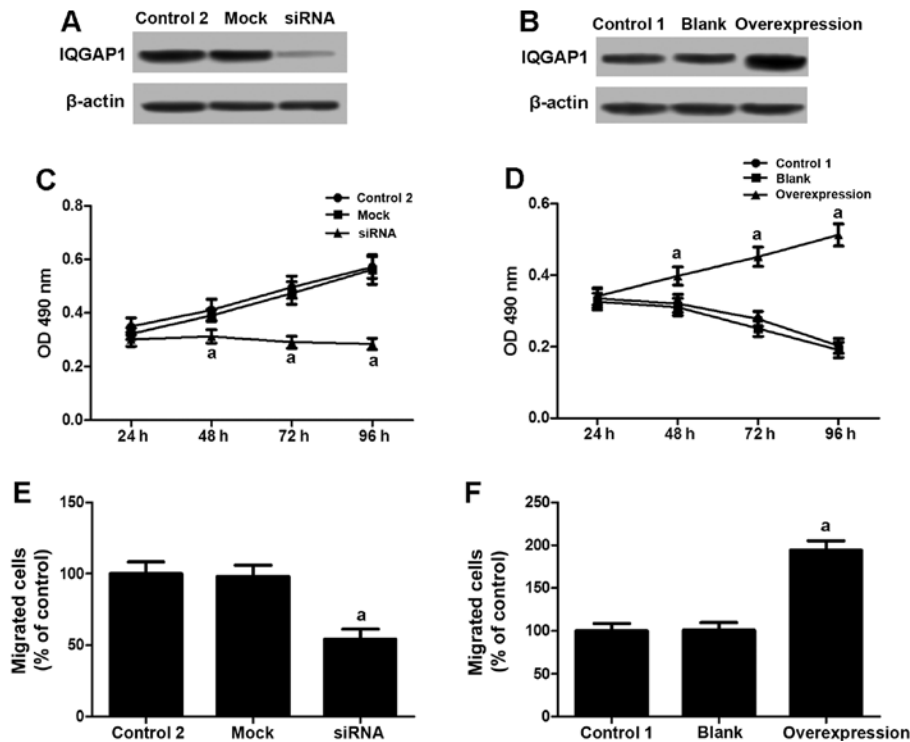 A
Control 2 Mock siRNA
IQGAP1
β-actin
B
Control 1 Blank Overexpression
IQGAP1
β-actin
C
Control 2
Mock
siRNA
OD 490 nm
0.8
0.6
0.4
0.2
0.0
a a a
24 h 48 h 72 h 96 h
D
Control 1
Blank
Overexpression
OD 490 nm
0.6
0.4
0.2
0.0
a a a
24 h 48 h 72 h 96 h
E
Migrated cells
(% of control)
150
100
50
0
a
Control 2 Mock siRNA
F
Migrated cells
(% of control)
250
200
150
100
50
0
a
Control 1 Blank Overexpression